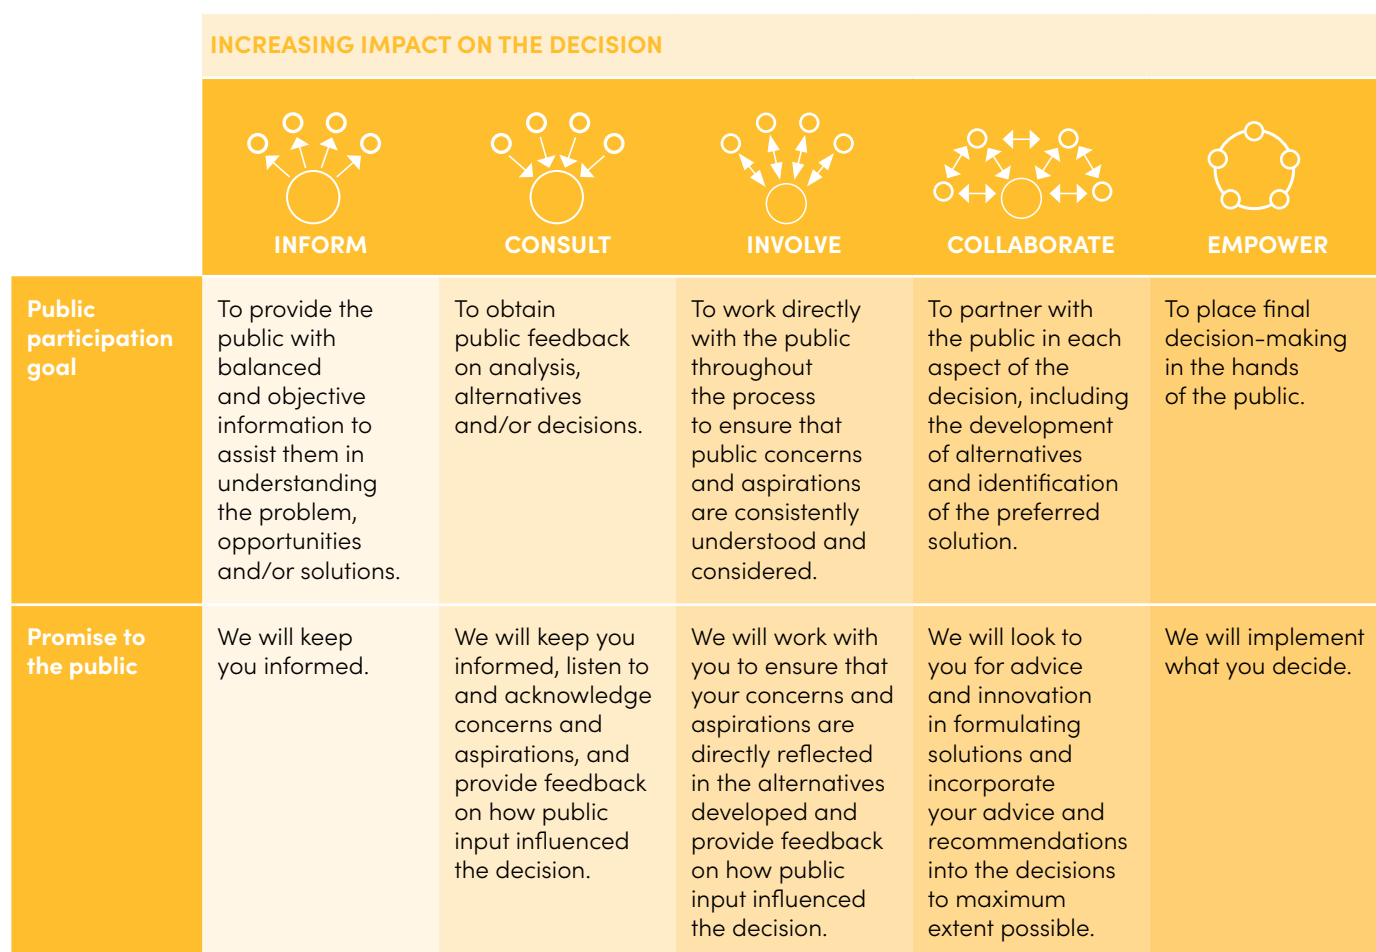 INCREASING IMPACT ON THE DECISION
INFORM
CONSULT
INVOLVE
COLLABORATE
EMPOWER
Public
participation
goal
To provide the
public with
balanced
and objective
information to
assist them in
understanding
the problem,
opportunities
and/or solutions.
To obtain
public feedback
on analysis,
alternatives
and/or decisions.
To work directly
with the public
throughout
the process
to ensure that
public concerns
and aspirations
are consistently
understood and
considered.
To partner with
the public in each
aspect of the
decision, including
the development
of alternatives
and identification
of the preferred
solution.
To place final
decision-making
in the hands
of the public.
Promise to
the public
We will keep
you informed.
We will keep you
informed, listen to
and acknowledge
concerns and
aspirations, and
provide feedback
on how public
input influenced
the decision.
We will work with
you to ensure that
your concerns and
aspirations are
directly reflected
in the alternatives
developed and
provide feedback
on how public
input influenced
the decision.
We will look to
you for advice
and innovation
in formulating
solutions and
incorporate
your advice and
recommendations
into the decisions
to maximum
extent possible.
We will implement
what you decide.